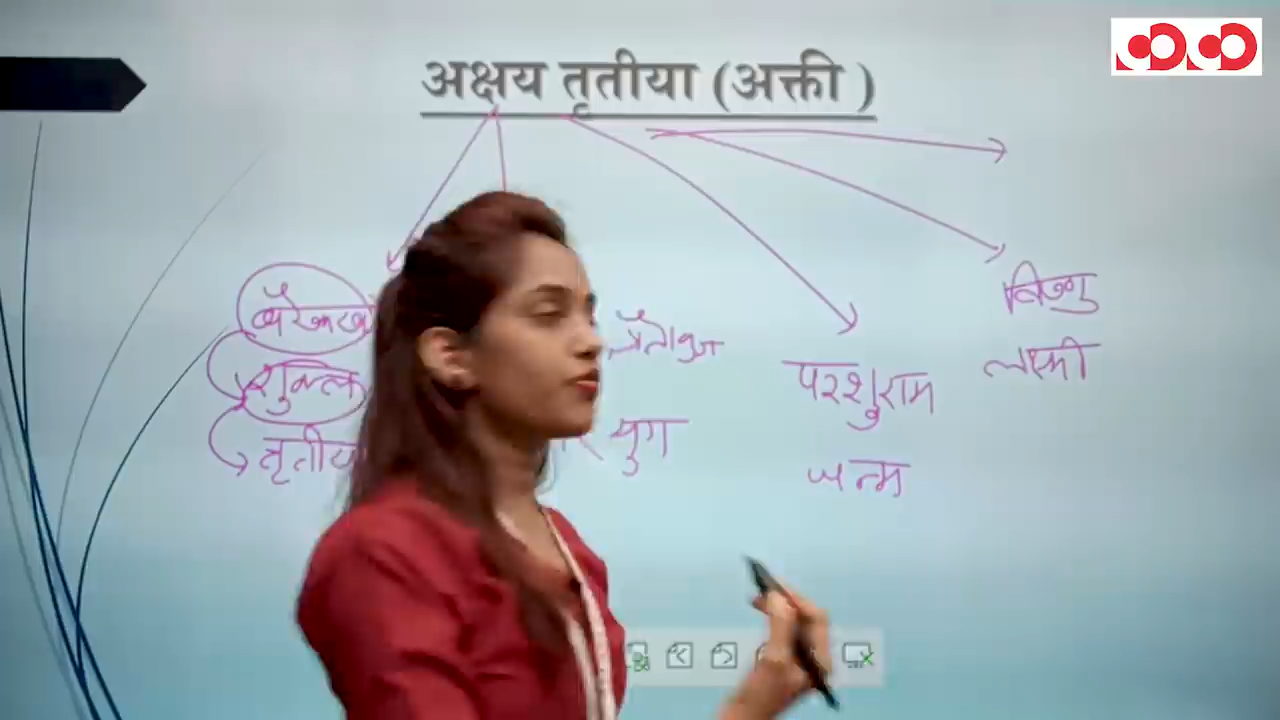 अक्षय तृतीया (अक्ती )
शुक्ल
तृतीया
युग
परशुराम
जन्म
विष्णु
लक्ष्मी